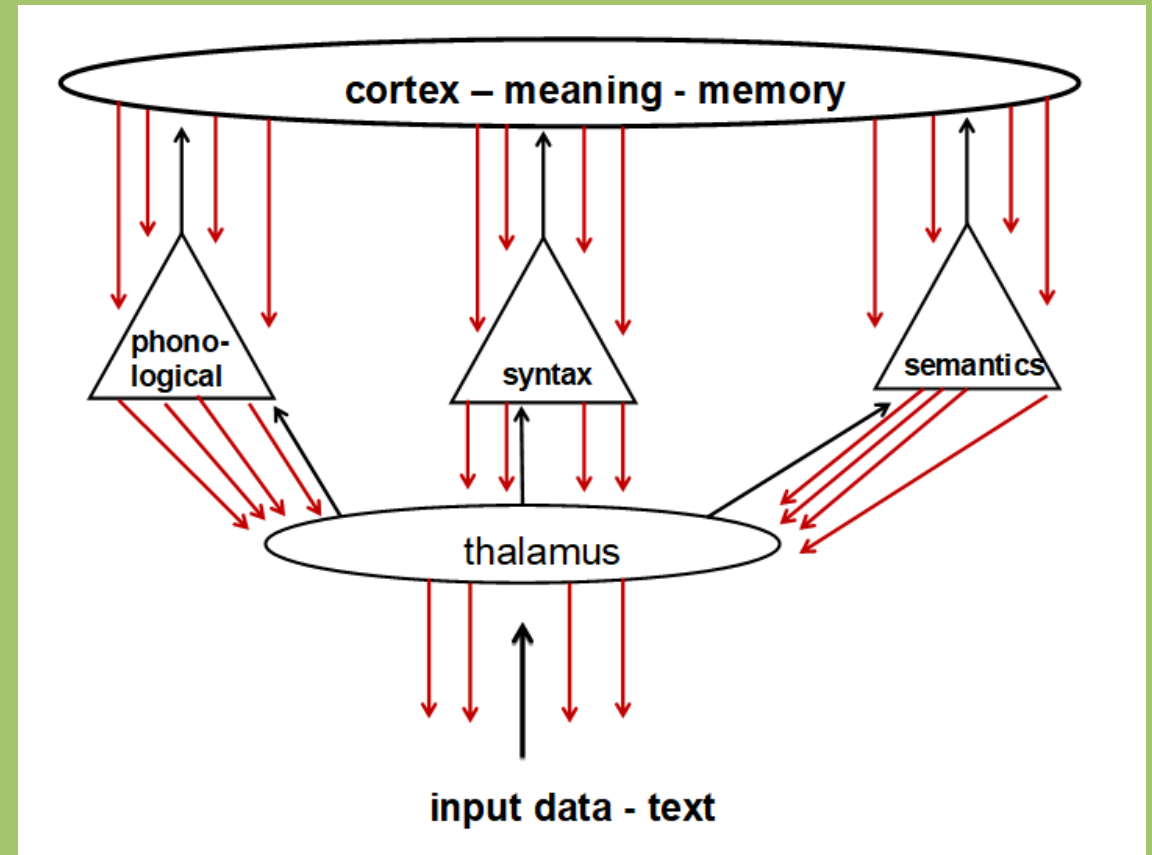 cortex – meaning - memory
phono-
logical
syntax
semantics
thalamus
input data - text